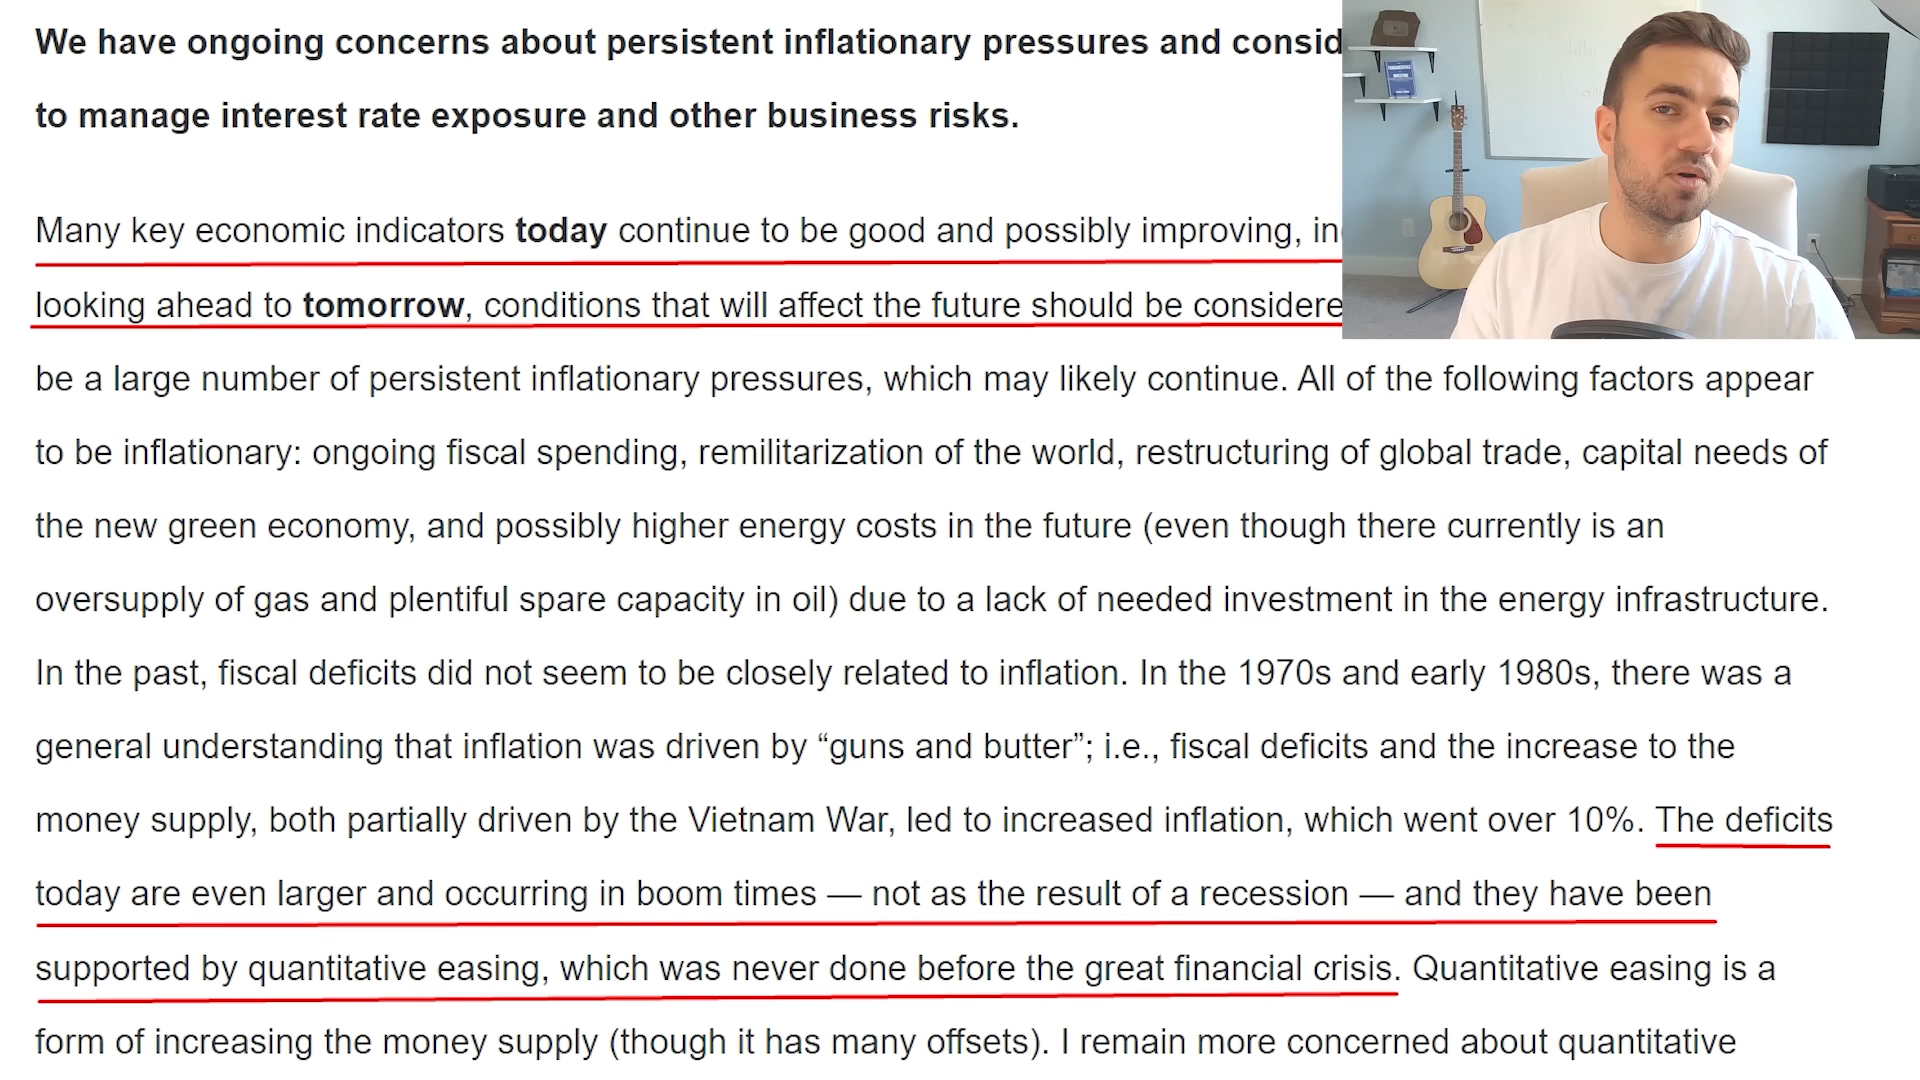 We have ongoing concerns about persistent inflationary pressures and consid
to manage interest rate exposure and other business risks.
Many key economic indicators today continue to be good and possibly improving, in
looking ahead to tomorrow, conditions that will affect the future should be considere
be a large number of persistent inflationary pressures, which may likely continue. All of the following factors appear
to be inflationary: ongoing fiscal spending, remilitarization of the world, restructuring of global trade, capital needs of
the new green economy, and possibly higher energy costs in the future (even though there currently is an
oversupply of gas and plentiful spare capacity in oil) due to a lack of needed investment in the energy infrastructure.
In the past, fiscal deficits did not seem to be closely related to inflation. In the 1970s and early 1980s, there was a
general understanding that inflation was driven by “guns and butter”; i.e., fiscal deficits and the increase to the
money supply, both partially driven by the Vietnam War, led to increased inflation, which went over 10%. The deficits
today are even larger and occurring in boom times — not as the result of a recession — and they have been
supported by quantitative easing, which was never done before the great financial crisis. Quantitative easing is a
form of increasing the money supply (though it has many offsets). I remain more concerned about quantitative